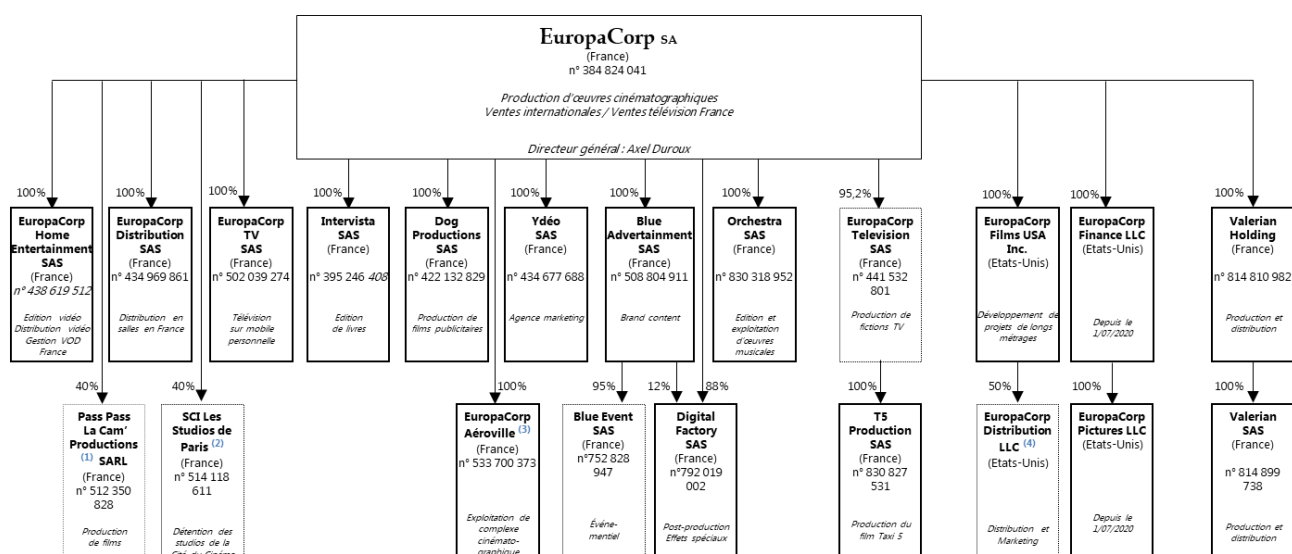 EuropaCorp SA
(France)
n° 384 824 041
Production d'œuvres cinématographiques
Ventes internationales / Ventes télévision France
Directeur général : Axel Duroux
100%
EuropaCorp
Home
Entertainment
SAS
(France)
n° 438 619 512
Edition vidéo
Distribution vidéo
Gestion VOD
France
100%
EuropaCorp
Distribution
SAS
(France)
n° 434 969 861
Distribution en
salles en France
100%
EuropaCorp
TV
SAS
(France)
n° 502 039 274
Télévision
sur mobile
personnelle
100%
Intervista
SAS
(France)
n° 395 246 408
Edition
de livres
100%
Dog
Productions
SAS
(France)
n° 422 132 829
Production de
films publicitaires
100%
Ydéo
SAS
(France)
n° 434 677 688
Agence marketing
100%
Blue
Advertainment
SAS
(France)
n° 508 804 911
Brand content
100%
Orchestra
SAS
(France)
n° 830 318 952
Edition et
exploitation
d'œuvres
musicales
95,2%
EuropaCorp
Television
SAS
(France)
n° 441 532
801
Production de
fictions TV
100%
EuropaCorp
Films USA
Inc.
(Etats-Unis)
Développement de
projets de longs
métrages
100%
EuropaCorp
Finance LLC
(Etats-Unis)
Depuis le
1/07/2020
100%
Valerian
Holding
(France)
n° 814 810 982
Production et
distribution
40%
Pass Pass
La Cam'
Productions
(1) SARL
(France)
n° 512 350
828
Production
de films
40%
SCI Les
Studios de
Paris (2)
(France)
n° 514 118
611
Détention des
studios de la
Cité du Cinéma
100%
EuropaCorp
Aéroville (3)
(France)
n° 533 700 373
Exploitation de
complexe
cinémato-
graphique
95%
Blue Event
SAS
(France)
n°752 828
947
Événe-
mentiel
12%
88%
Digital
Factory
SAS
(France)
n°792 019
002
Post-production
Effets spéciaux
100%
T5
Production
SAS
(France)
n° 830 827
531
Production du
film Taxi 5
50%
EuropaCorp
Distribution
LLC (4)
(Etats-Unis)
Distribution et
Marketing
100%
EuropaCorp
Pictures LLC
(Etats-Unis)
Depuis le
1/07/2020
100%
Valerian
SAS
(France)
n° 814 899
738
Production et
distribution